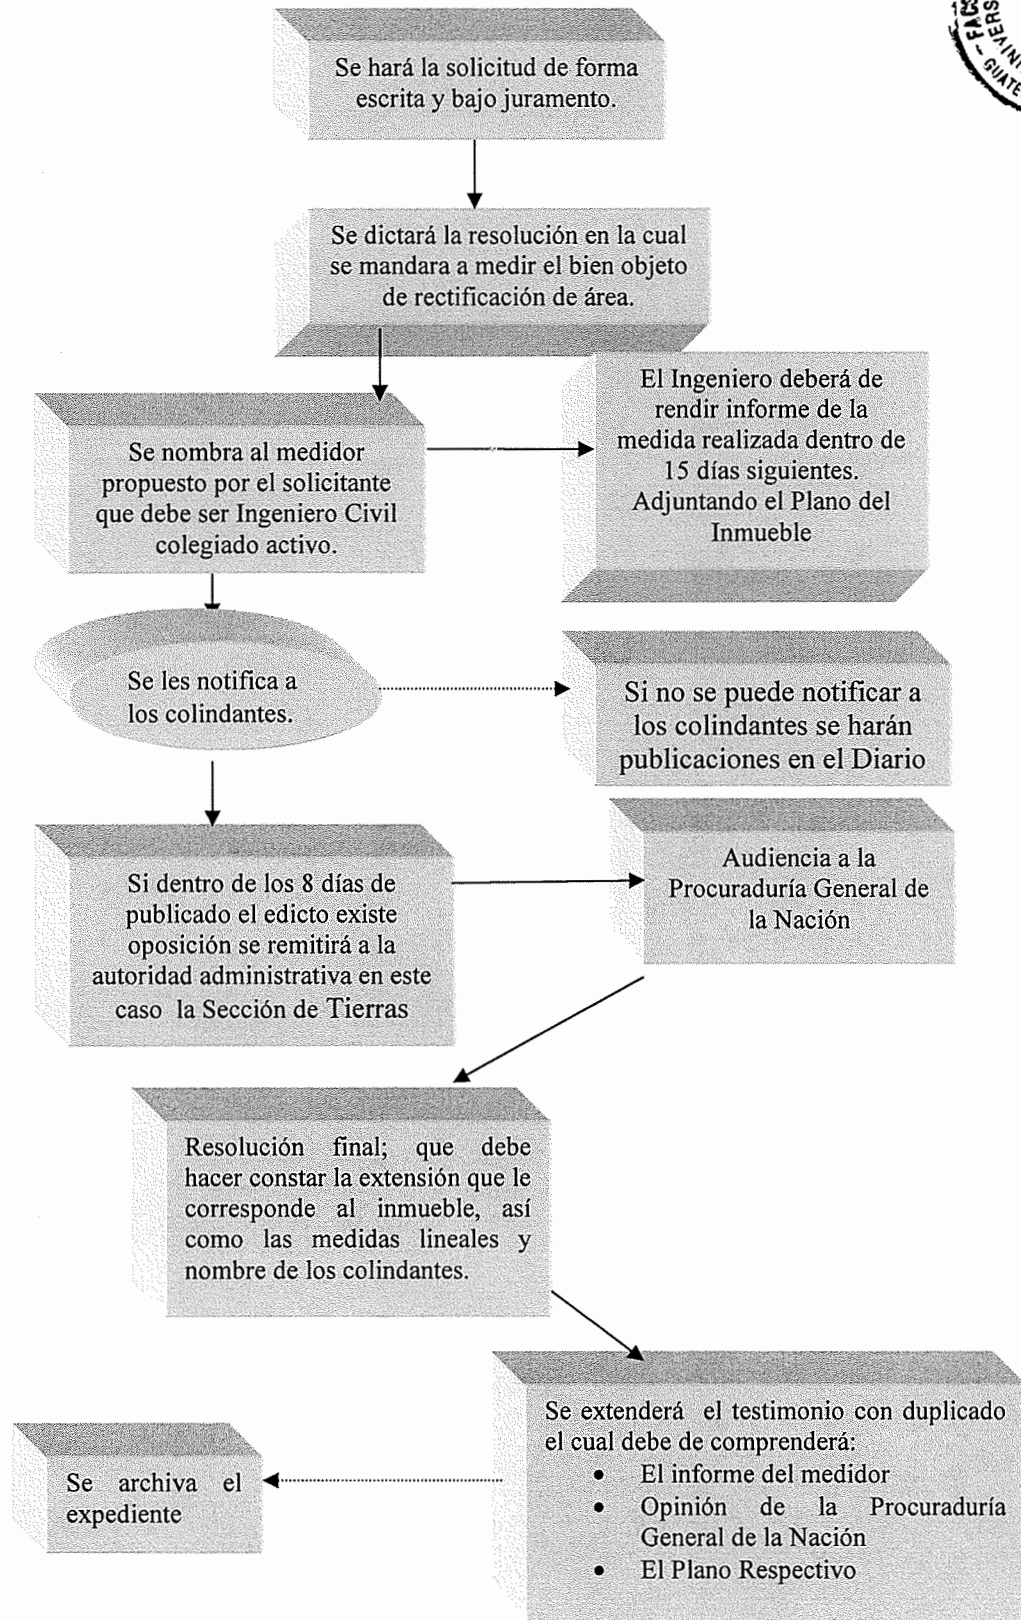 Se hará la solicitud de forma
escrita y bajo juramento.
Se dictará la resolución en la cual
se mandara a medir el bien objeto
de rectificación de área.
Se nombra al medidor
propuesto por el solicitante
que debe ser Ingeniero Civil
colegiado activo.
El Ingeniero deberá de
rendir informe de la
medida realizada dentro de
15 días siguientes.
Adjuntando el Plano del
Inmueble
Se les notifica a
los colindantes.
Si no se puede notificar a
los colindantes se harán
publicaciones en el Diario
Si dentro de los 8 días de
publicado el edicto existe
oposición se remitirá a la
autoridad administrativa en este
caso la Sección de Tierras
Audiencia a la
Procuraduría General de
la Nación
Resolución final; que debe
hacer constar la extensión que le
corresponde al inmueble, así
como las medidas lineales y
nombre de los colindantes.
Se extenderá el testimonio con duplicado
el cual debe de comprenderá:
• El informe del medidor
• Opinión de la Procuraduría
General de la Nación
• El Plano Respectivo
Se archiva el
expediente